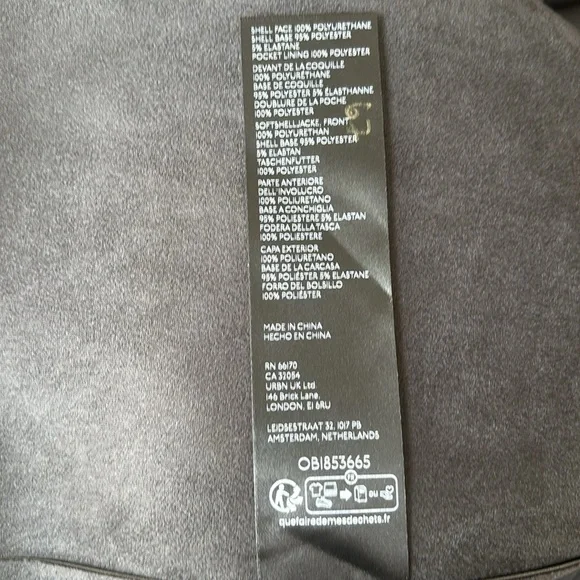 SHELL FACE 100% POLYURETHANE
SHELL BASE 95% POLYESTER
5% ELASTANE
POCKET LINING 100% POLYESTER
DEVANT DE LA COQUILLE
100% POLYURÉTHANE
BASE DE COQUILLE
95% POLYESTER 5% ÉLASTHANNE
DOUBLURE DE LA POCHE
100% POLYESTER
SOFTSHELLJACKE, FRONT
100% POLYURETHAN
SHELL BASE 95% POLYESTER
5% ELASTAN
TASCHENFUTTER
100% POLYESTER
PARTE ANTERIORE
DELL'INVOLUCRO
100% POLIURETANO
BASE A CONCHIGLIA
95% POLIESTERE 5% ELASTAN
FODERA DELLA TASCA
100% POLIESTERE
CAPA EXTERIOR
100% POLIURETANO
BASE DE LA CARCASA
95% POLIÉSTER 5% ELASTANE
FORRO DEL BOLSILLO
100% POLIÉSTER
MADE IN CHINA
HECHO EN CHINA
RN 66170
CA 32054
URBN UK Ltd.
146 Brick Lane,
LONDON, E1 6RU
LEIDSESTRAAT 32, 1017 PB
AMSTERDAM, NETHERLANDS
OB1853665
FR
OU
quefairedemesdechets.fr